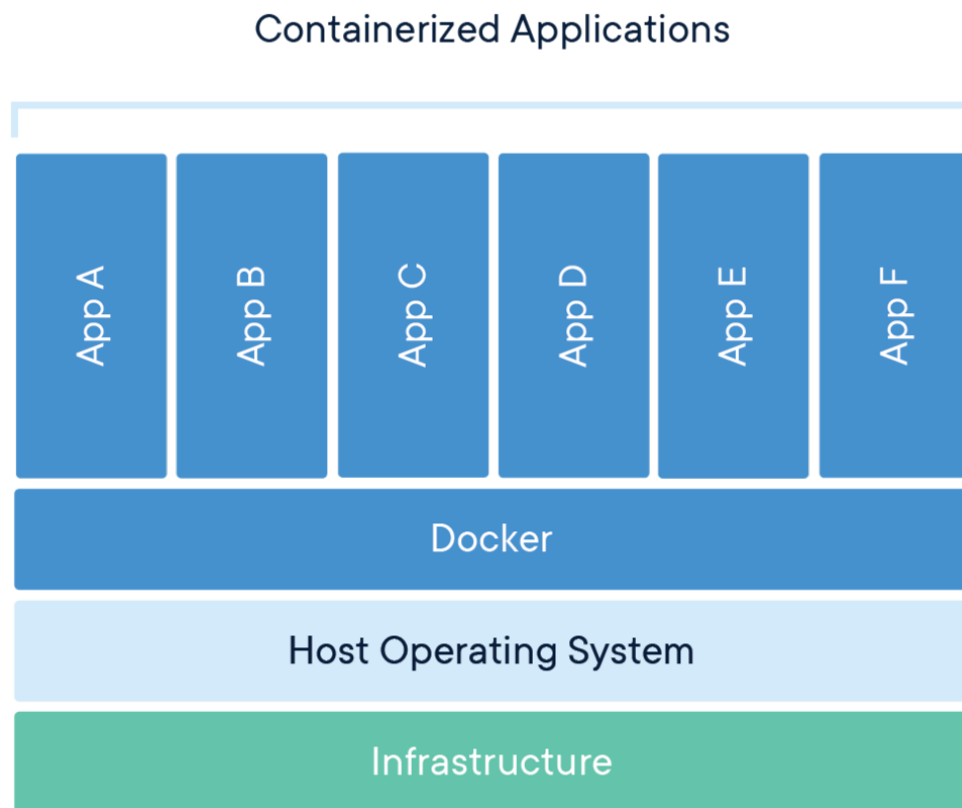 Containerized Applications
App A
App B
App C
App D
App E
App F
Docker
Host Operating System
Infrastructure